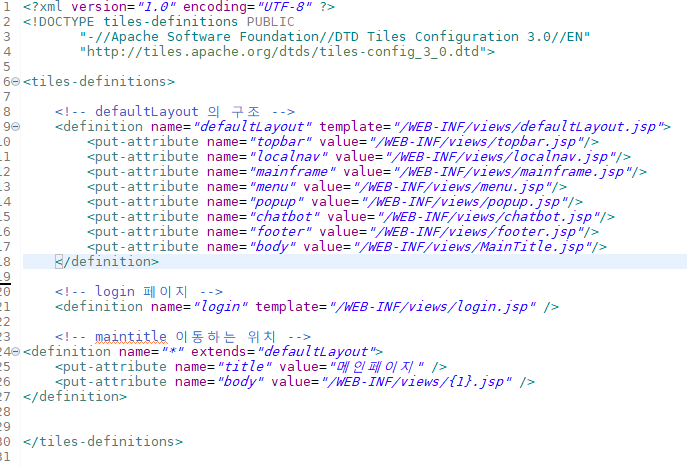 1 <?xml version="1.0" encoding="UTF-8" ?>
2 <!DOCTYPE tiles-definitions PUBLIC
3        "-//Apache Software Foundation//DTD Tiles Configuration 3.0//EN"
4        "http://tiles.apache.org/dtds/tiles-config_3_0.dtd">
5
6 <tiles-definitions>
7
8     <!-- defaultLayout 의 구조 -->
9     <definition name="defaultLayout" template="/WEB-INF/views/defaultLayout.jsp">
10         <put-attribute name="topbar" value="/WEB-INF/views/topbar.jsp"/>
11         <put-attribute name="localnav" value="/WEB-INF/views/localnav.jsp"/>
12         <put-attribute name="mainframe" value="/WEB-INF/views/mainframe.jsp"/>
13         <put-attribute name="menu" value="/WEB-INF/views/menu.jsp"/>
14         <put-attribute name="popup" value="/WEB-INF/views/popup.jsp"/>
15         <put-attribute name="chatbot" value="/WEB-INF/views/chatbot.jsp"/>
16         <put-attribute name="footer" value="/WEB-INF/views/footer.jsp"/>
17         <put-attribute name="body" value="/WEB-INF/views/MainTitle.jsp"/>
18     </definition>
19
20     <!-- login 페이지 -->
21     <definition name="login" template="/WEB-INF/views/login.jsp" />
22
23     <!-- maintitle 이동하는 위치 -->
24 <definition name="*" extends="defaultLayout">
25     <put-attribute name="title" value="메인페이지" />
26     <put-attribute name="body" value="/WEB-INF/views/{1}.jsp" />
27 </definition>
28
29
30 </tiles-definitions>
31